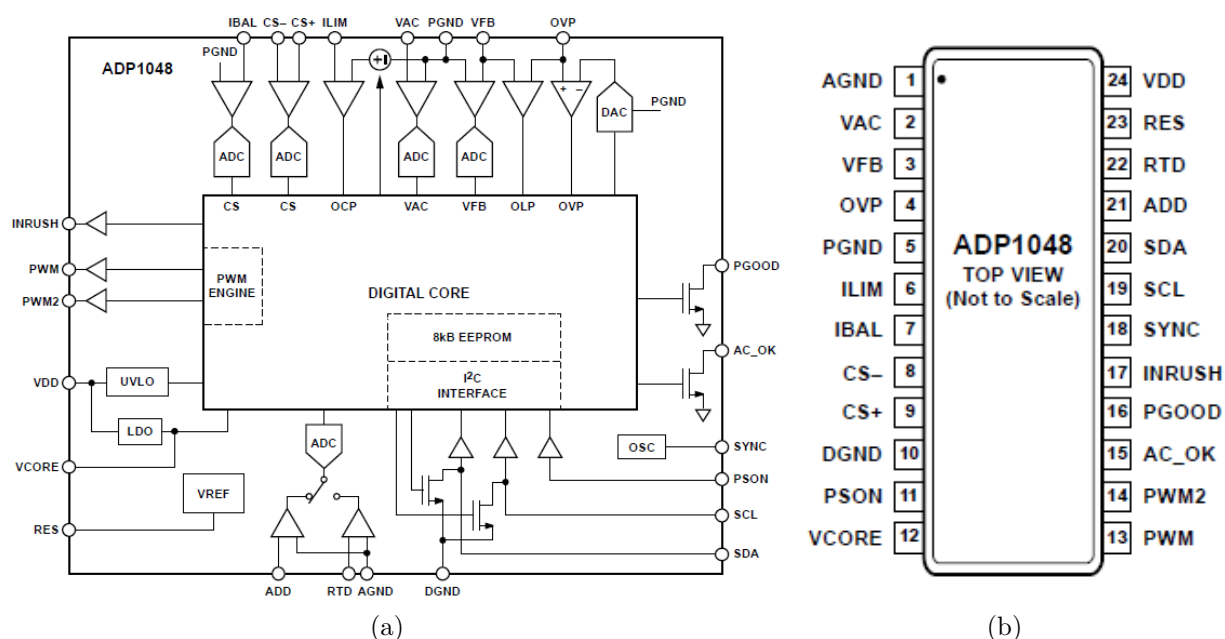 IBAL CS– CS+ ILIM VAC PGND VFB OVP
PGND
ADP1048
+ –
DAC
PGND
ADC ADC ADC ADC
CS CS OCP VAC VFB OLP OVP
INRUSH
PWM
PWM2
PWM
ENGINE
DIGITAL CORE
8kB EEPROM
I²C
INTERFACE
PGOOD
AC_OK
VDD
UVLO
LDO
VCORE
VREF
RES
ADC
OSC
SYNC
PSON
SCL
SDA
ADD RTD AGND DGND
(a)
AGND 1 24 VDD
VAC 2 23 RES
VFB 3 22 RTD
OVP 4 21 ADD
PGND 5 20 SDA
ILIM 6 19 SCL
IBAL 7 18 SYNC
CS– 8 17 INRUSH
CS+ 9 16 PGOOD
DGND 10 15 AC_OK
PSON 11 14 PWM2
VCORE 12 13 PWM
ADP1048
TOP VIEW
(Not to Scale)
(b)